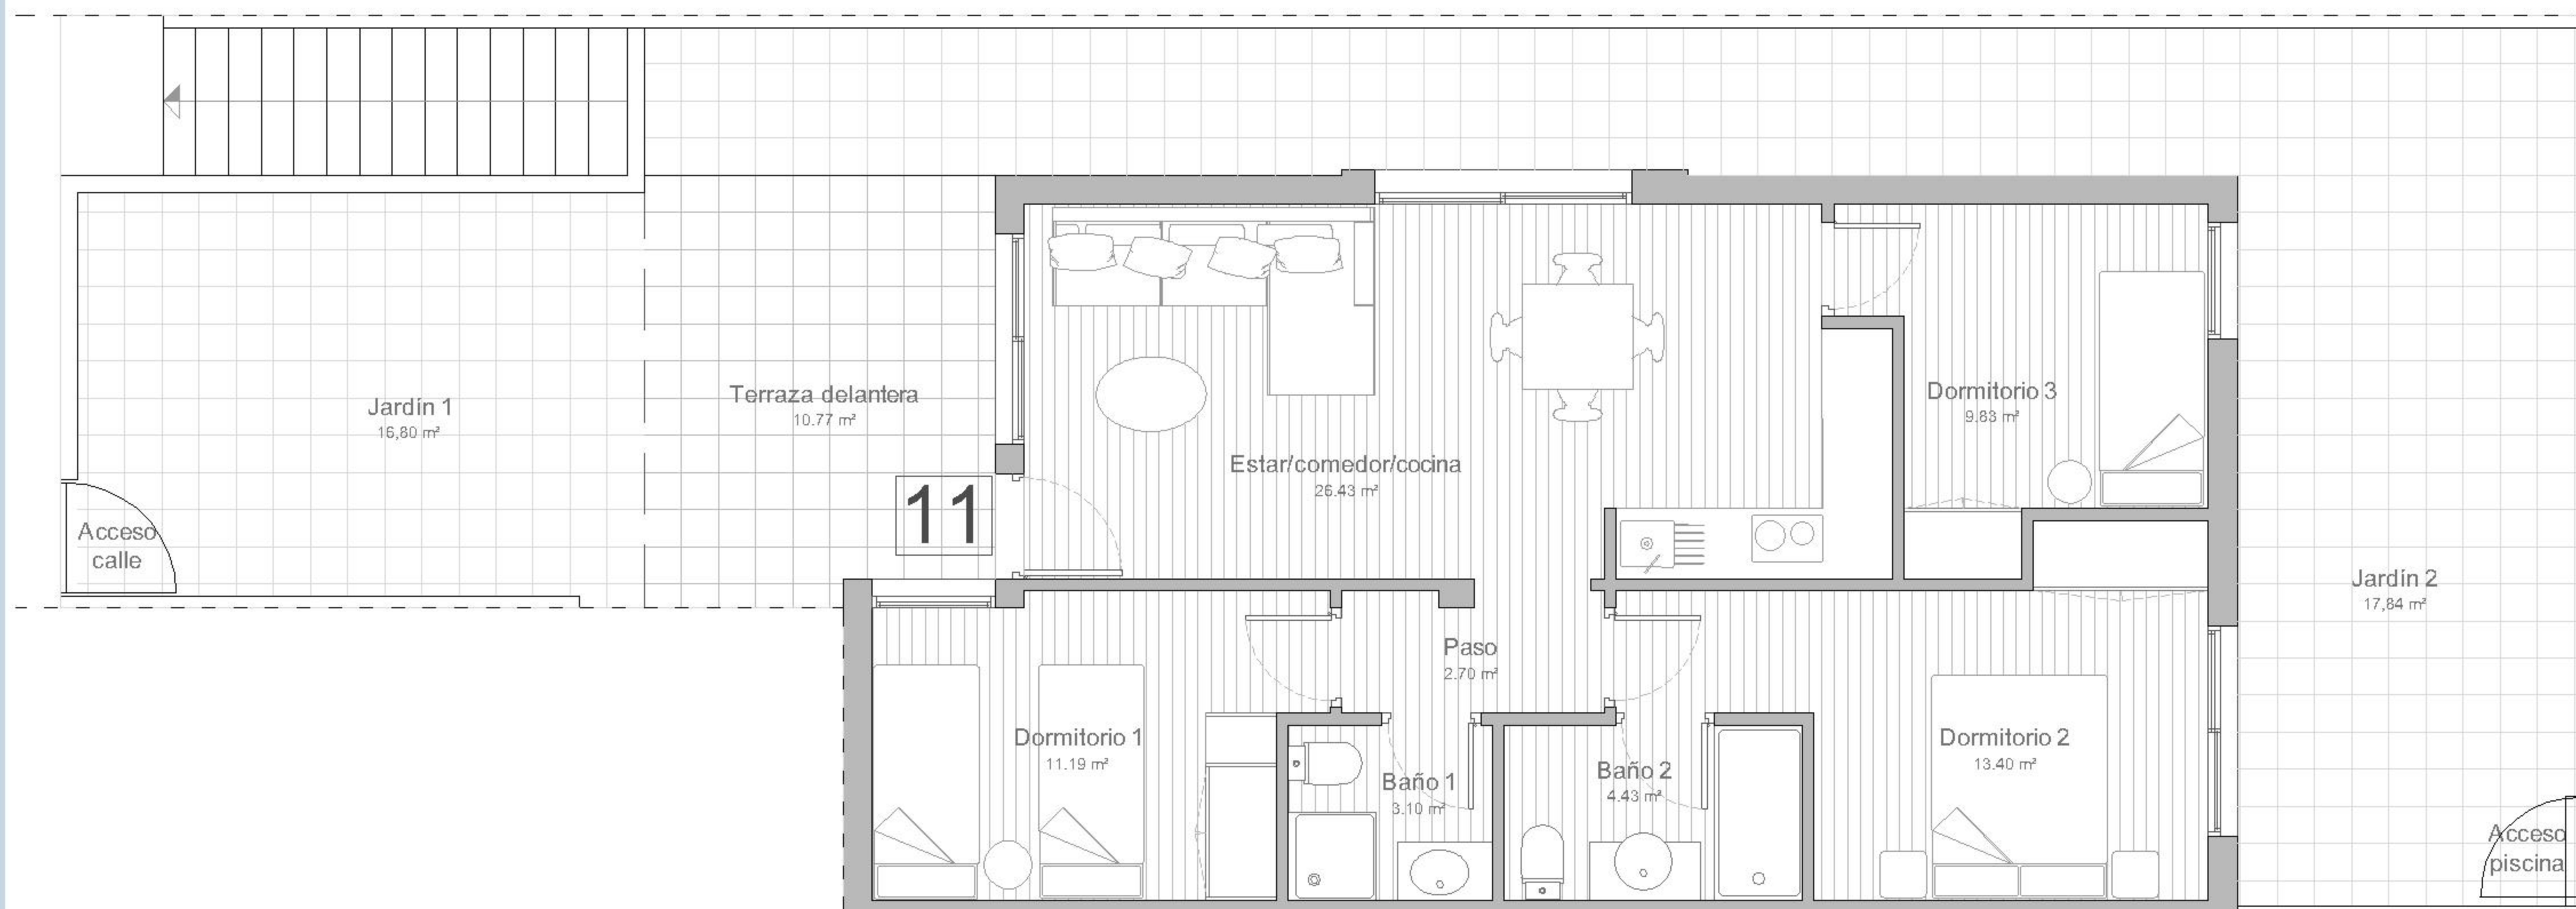 Jardín 1
16,80 m²
Acceso
calle
Terraza delantera
10.77 m²
11
Estar/comedor/cocina
26.43 m²
Dormitorio 3
9.83 m²
Jardín 2
17,84 m²
Paso
2.70 m²
Dormitorio 1
11.19 m²
Baño 1
3.10 m²
Baño 2
4.43 m²
Dormitorio 2
13.40 m²
Acceso
piscina